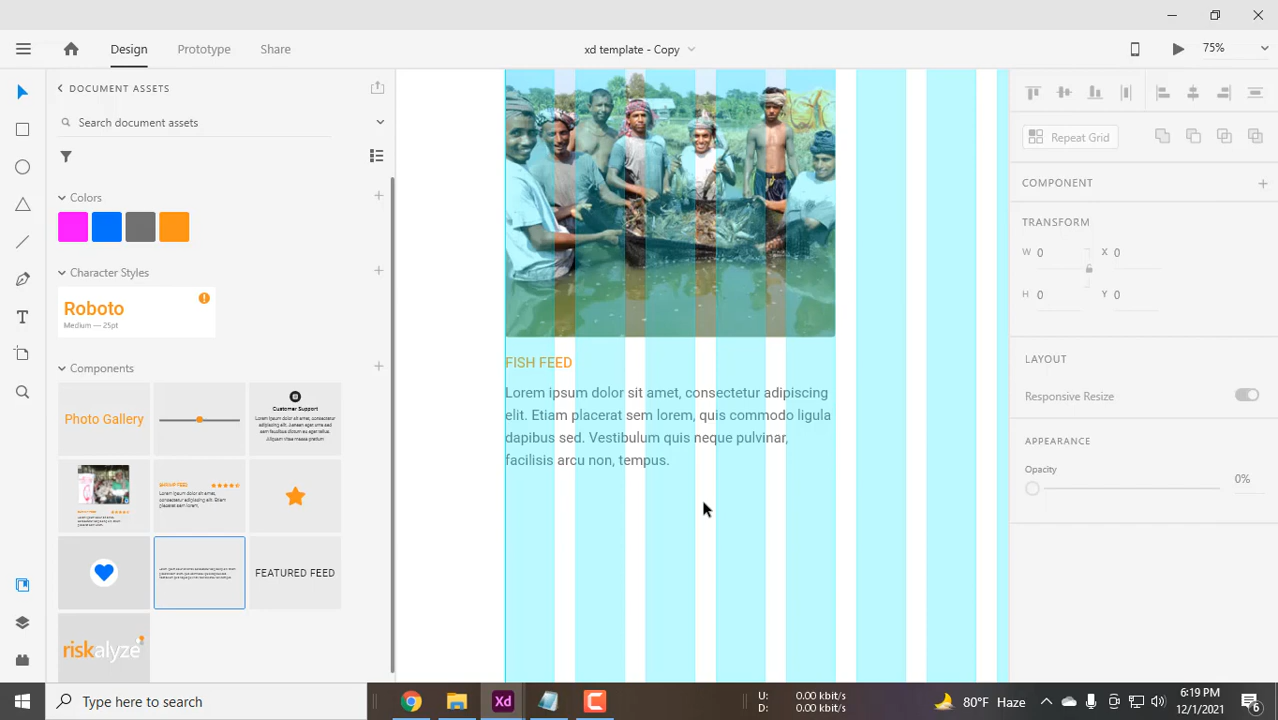 Design
Prototype
Share
xd template - Copy
75%
DOCUMENT ASSETS
Search document assets
Colors
Character Styles
Roboto
Medium — 25pt
Components
Photo Gallery
Customer Support
FEATURED FEED
riskalyze
FISH FEED
Lorem ipsum dolor sit amet, consectetur adipiscing
elit. Etiam placerat sem lorem, quis commodo ligula
dapibus sed. Vestibulum quis neque pulvinar,
facilisis arcu non, tempus.
Repeat Grid
COMPONENT
TRANSFORM
W 0 X 0
H 0 Y 0
LAYOUT
Responsive Resize
APPEARANCE
Opacity
0%
Type here to search
Xd
U: 0.00 kbit/s
D: 0.00 kbit/s
80°F Haze
6:19 PM
12/1/2021
6